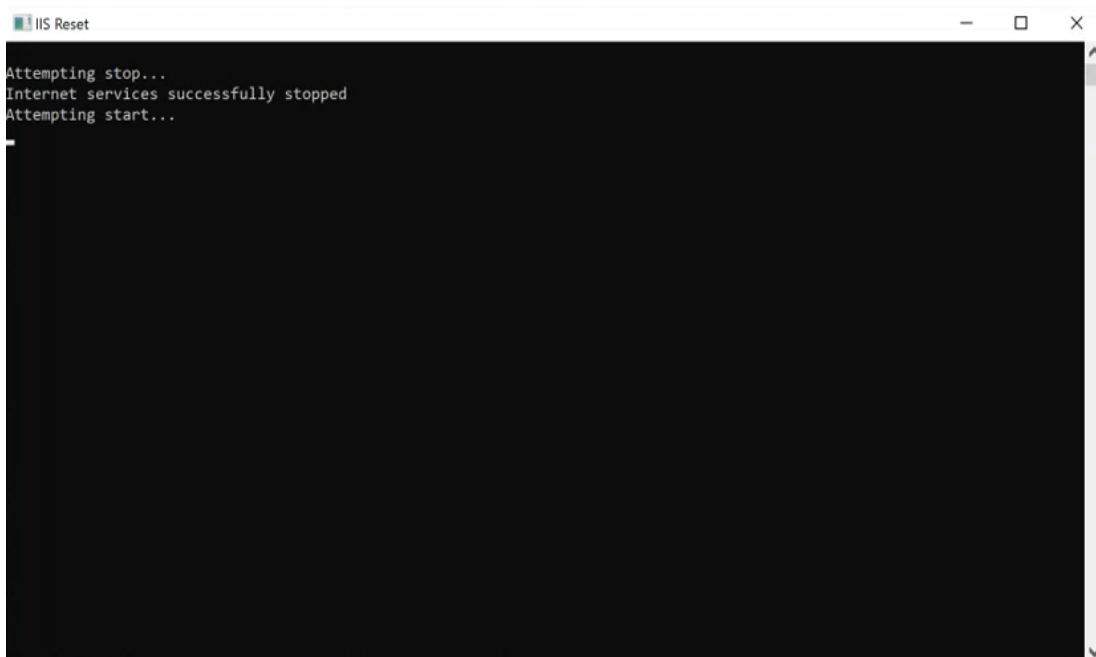 IIS Reset
Attempting stop...
Internet services successfully stopped
Attempting start...